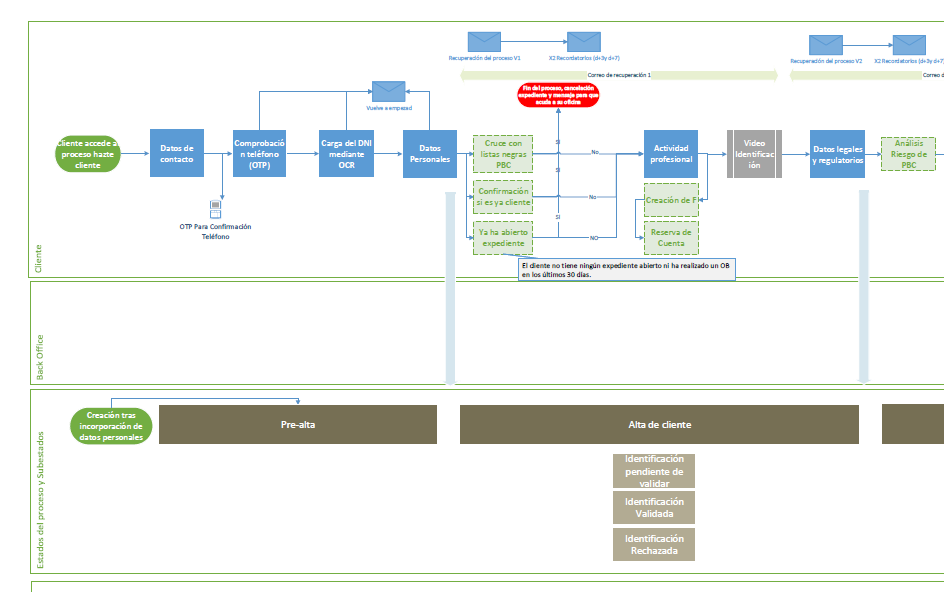 Recuperación del proceso V1
X2 Recordatorios (d+3y d+7)
Recuperación del proceso V2
X2 Recordatorios (d+3y d+7)
Correo de recuperación 1
Correo d
Fin del proceso, cancelación
expediente y mensaje para que
acuda a su oficina
Vuelve a empezad
Cliente accede a
proceso hazte
cliente
Datos de
contacto
Comprobació
n teléfono
(OTP)
Carga del DNI
mediante
OCR
Datos
Personales
Cruce con
listas negras
PBC
Sí
No
Actividad
profesional
Video
Identificac
ión
Datos legales
y regulatorios
Análisis
Riesgo de
PBC
Confirmación
si es ya cliente
Sí
No
Creación de F
OTP Para Confirmación
Teléfono
Ya ha abierto
expediente
Sí
NO
Reserva de
Cuenta
El cliente no tiene ningún expediente abierto ni ha realizado un OB
en los últimos 30 días.
Cliente
Back Office
Estados del proceso y Subestados
Creación tras
incorporación de
datos personales
Pre-alta
Alta de cliente
Identificación
pendiente de
validar
Identificación
Validada
Identificación
Rechazada